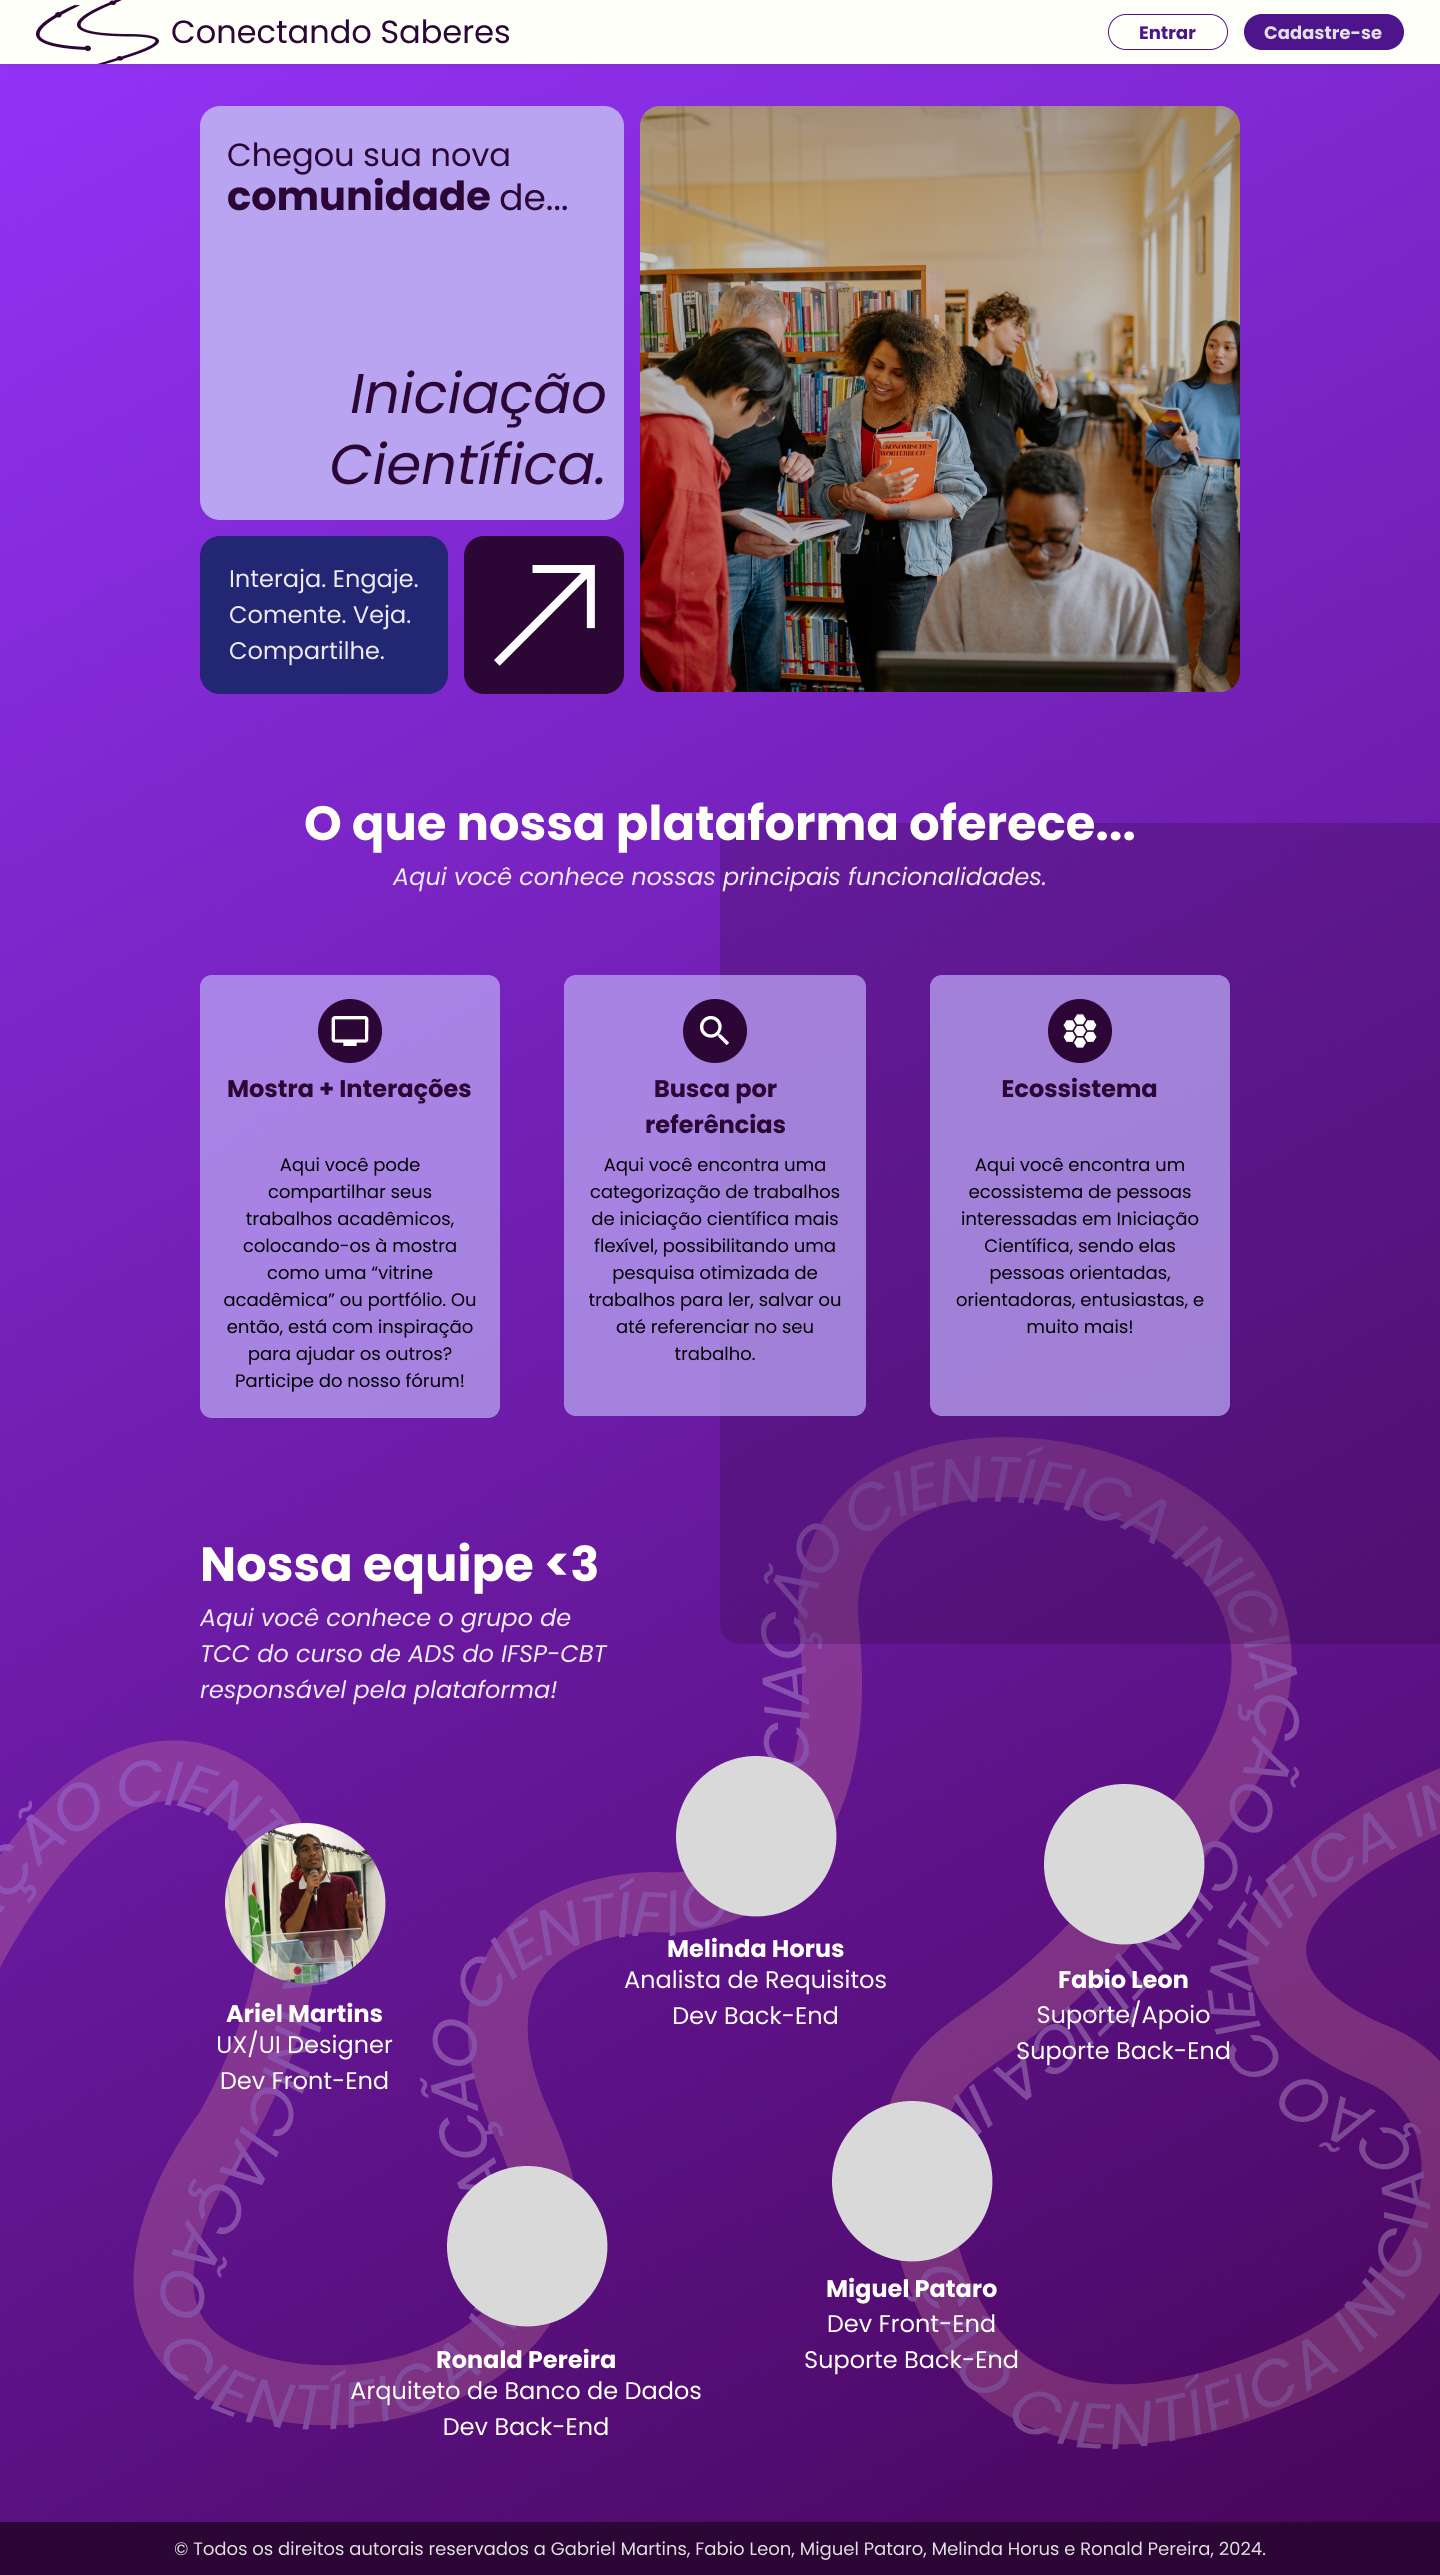 Conectando Saberes
Entrar
Cadastre-se
Chegou sua nova
comunidade de...
Iniciação
Científica.
Interaja. Engaje.
Comente. Veja.
Compartilhe.
O que nossa plataforma oferece...
Aqui você conhece nossas principais funcionalidades.
Mostra + Interações
Aqui você pode
compartilhar seus
trabalhos acadêmicos,
colocando-os à mostra
como uma “vitrine
acadêmica” ou portfólio. Ou
então, está com inspiração
para ajudar os outros?
Participe do nosso fórum!
Busca por
referências
Aqui você encontra uma
categorização de trabalhos
de iniciação científica mais
flexível, possibilitando uma
pesquisa otimizada de
trabalhos para ler, salvar ou
até referenciar no seu
trabalho.
Ecossistema
Aqui você encontra um
ecossistema de pessoas
interessadas em Iniciação
Científica, sendo elas
pessoas orientadas,
orientadoras, entusiastas, e
muito mais!
Nossa equipe <3
Aqui você conhece o grupo de
TCC do curso de ADS do IFSP-CBT
responsável pela plataforma!
CIAÇÃO CIENTÍFICA INICIAÇÃO CIENTÍFICA
Ariel Martins
UX/UI Designer
Dev Front-End
Melinda Horus
Analista de Requisitos
Dev Back-End
Fabio Leon
Suporte/Apoio
Suporte Back-End
Ronald Pereira
Arquiteto de Banco de Dados
Dev Back-End
Miguel Pataro
Dev Front-End
Suporte Back-End
INICIAÇÃO CIENTÍFICA
CIENTÍFICA INICIAÇÃO CIENTÍFICA
© Todos os direitos autorais reservados a Gabriel Martins, Fabio Leon, Miguel Pataro, Melinda Horus e Ronald Pereira, 2024.